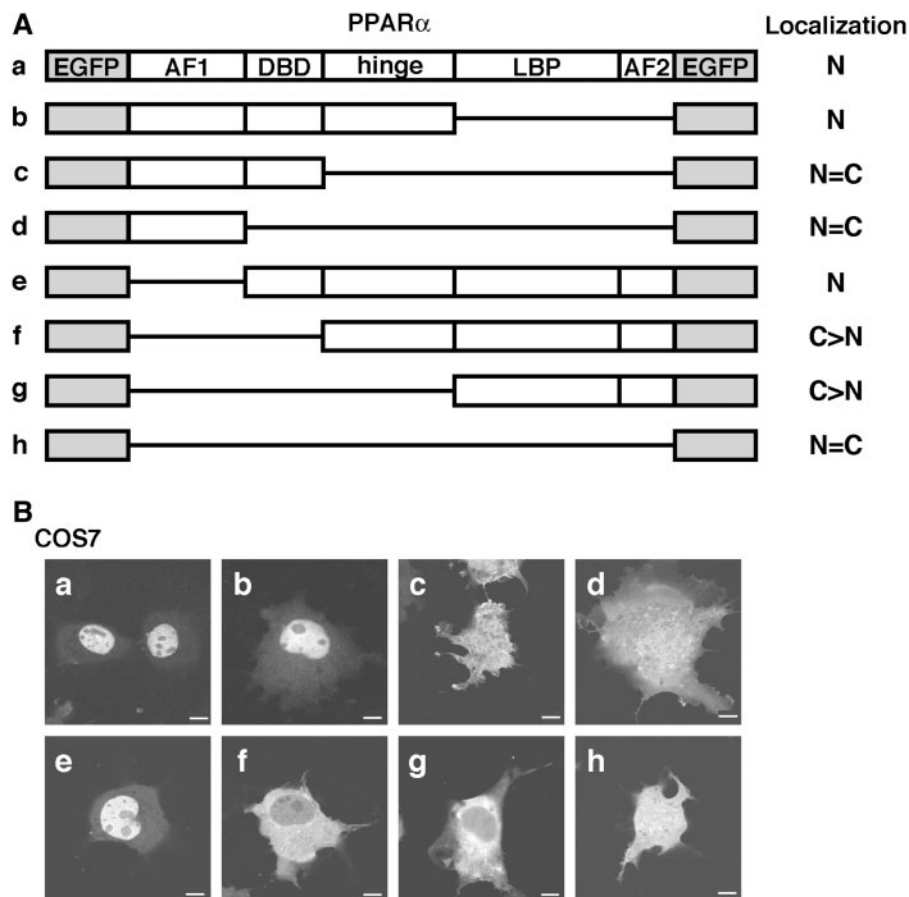 A PPARα Localization
a EGFP AF1 DBD hinge LBP AF2 EGFP N
b N
c N=C
d N=C
e N
f C>N
g C>N
h N=C
B
COS7
a b c d
e f g h